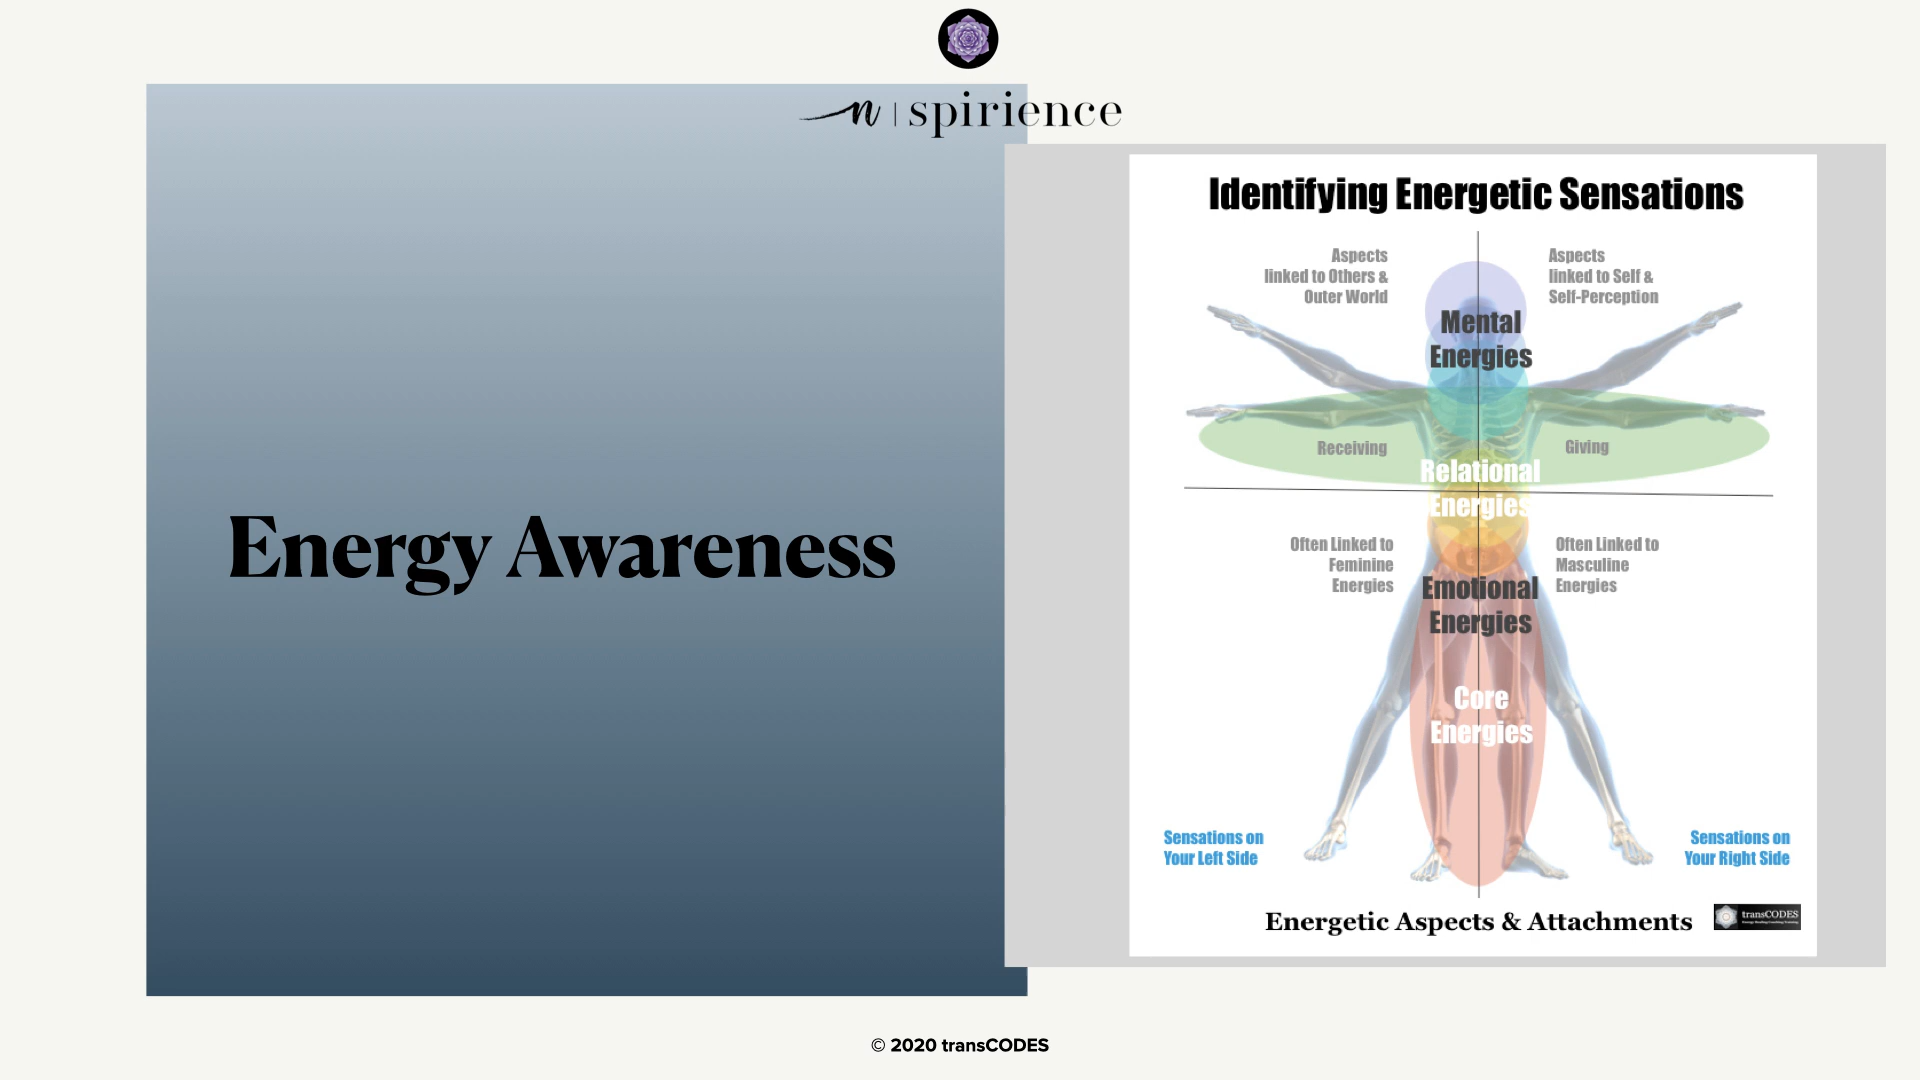 n | spirience
Energy Awareness
Identifying Energetic Sensations
Aspects
linked to Others &
Outer World
Aspects
linked to Self &
Self-Perception
Mental
Energies
Receiving
Giving
Relational
Energies
Often Linked to
Feminine
Energies
Often Linked to
Masculine
Energies
Emotional
Energies
Core
Energies
Sensations on
Your Left Side
Sensations on
Your Right Side
Energetic Aspects & Attachments
transCODES
© 2020 transCODES